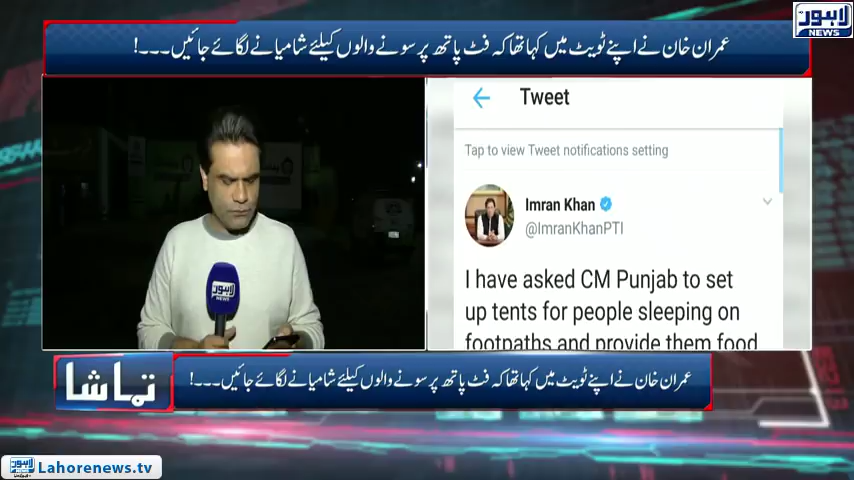 لاہور
NEWS
عمران خان نے اپنے ٹویٹ میں کہا تھا کہ فٹ پاتھ پر سونے والوں کیلئے شامیانے لگائے جائیں۔۔۔!
Tweet
Tap to view Tweet notifications setting
Imran Khan
@ImranKhanPTI
I have asked CM Punjab to set
up tents for people sleeping on
footpaths and provide them food
لاہور
NEWS
تماشا
عمران خان نے اپنے ٹویٹ میں کہا تھا کہ فٹ پاتھ پر سونے والوں کیلئے شامیانے لگائے جائیں۔۔۔!
لاہور
Lahorenews.tv